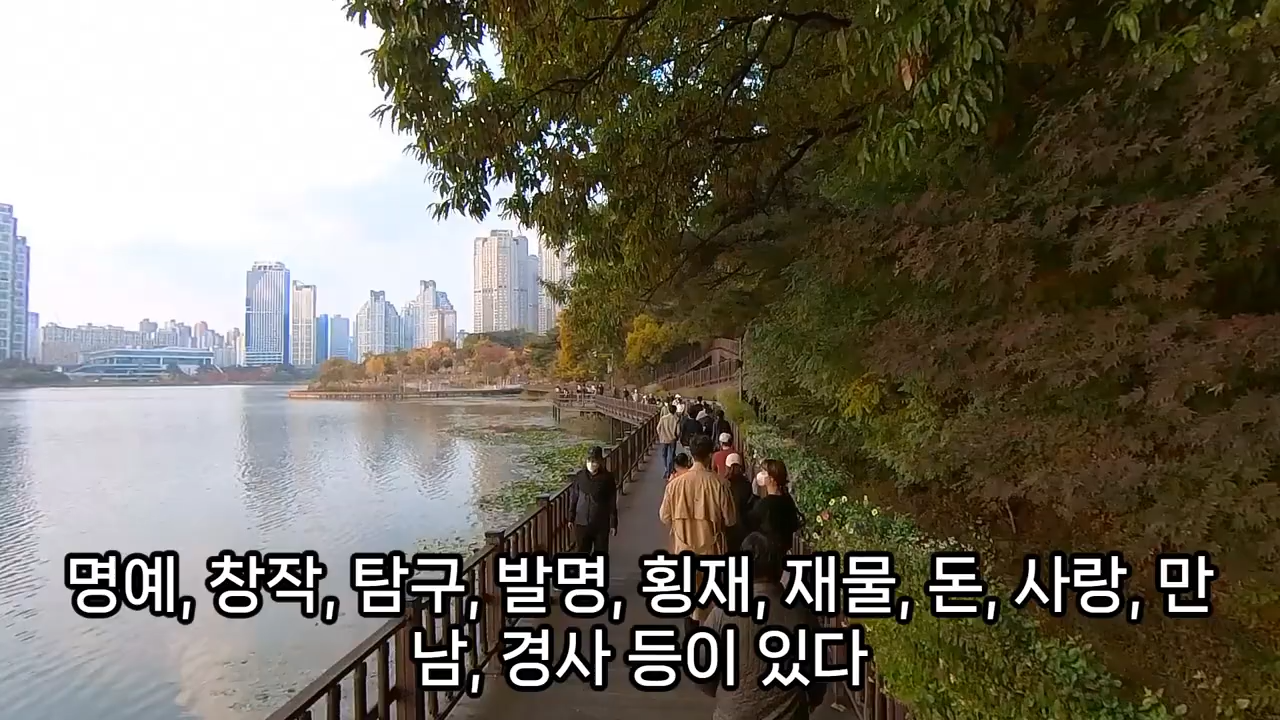 명예, 창작, 탐구, 발명, 횡재, 재물, 돈, 사랑, 만
남, 경사 등이 있다